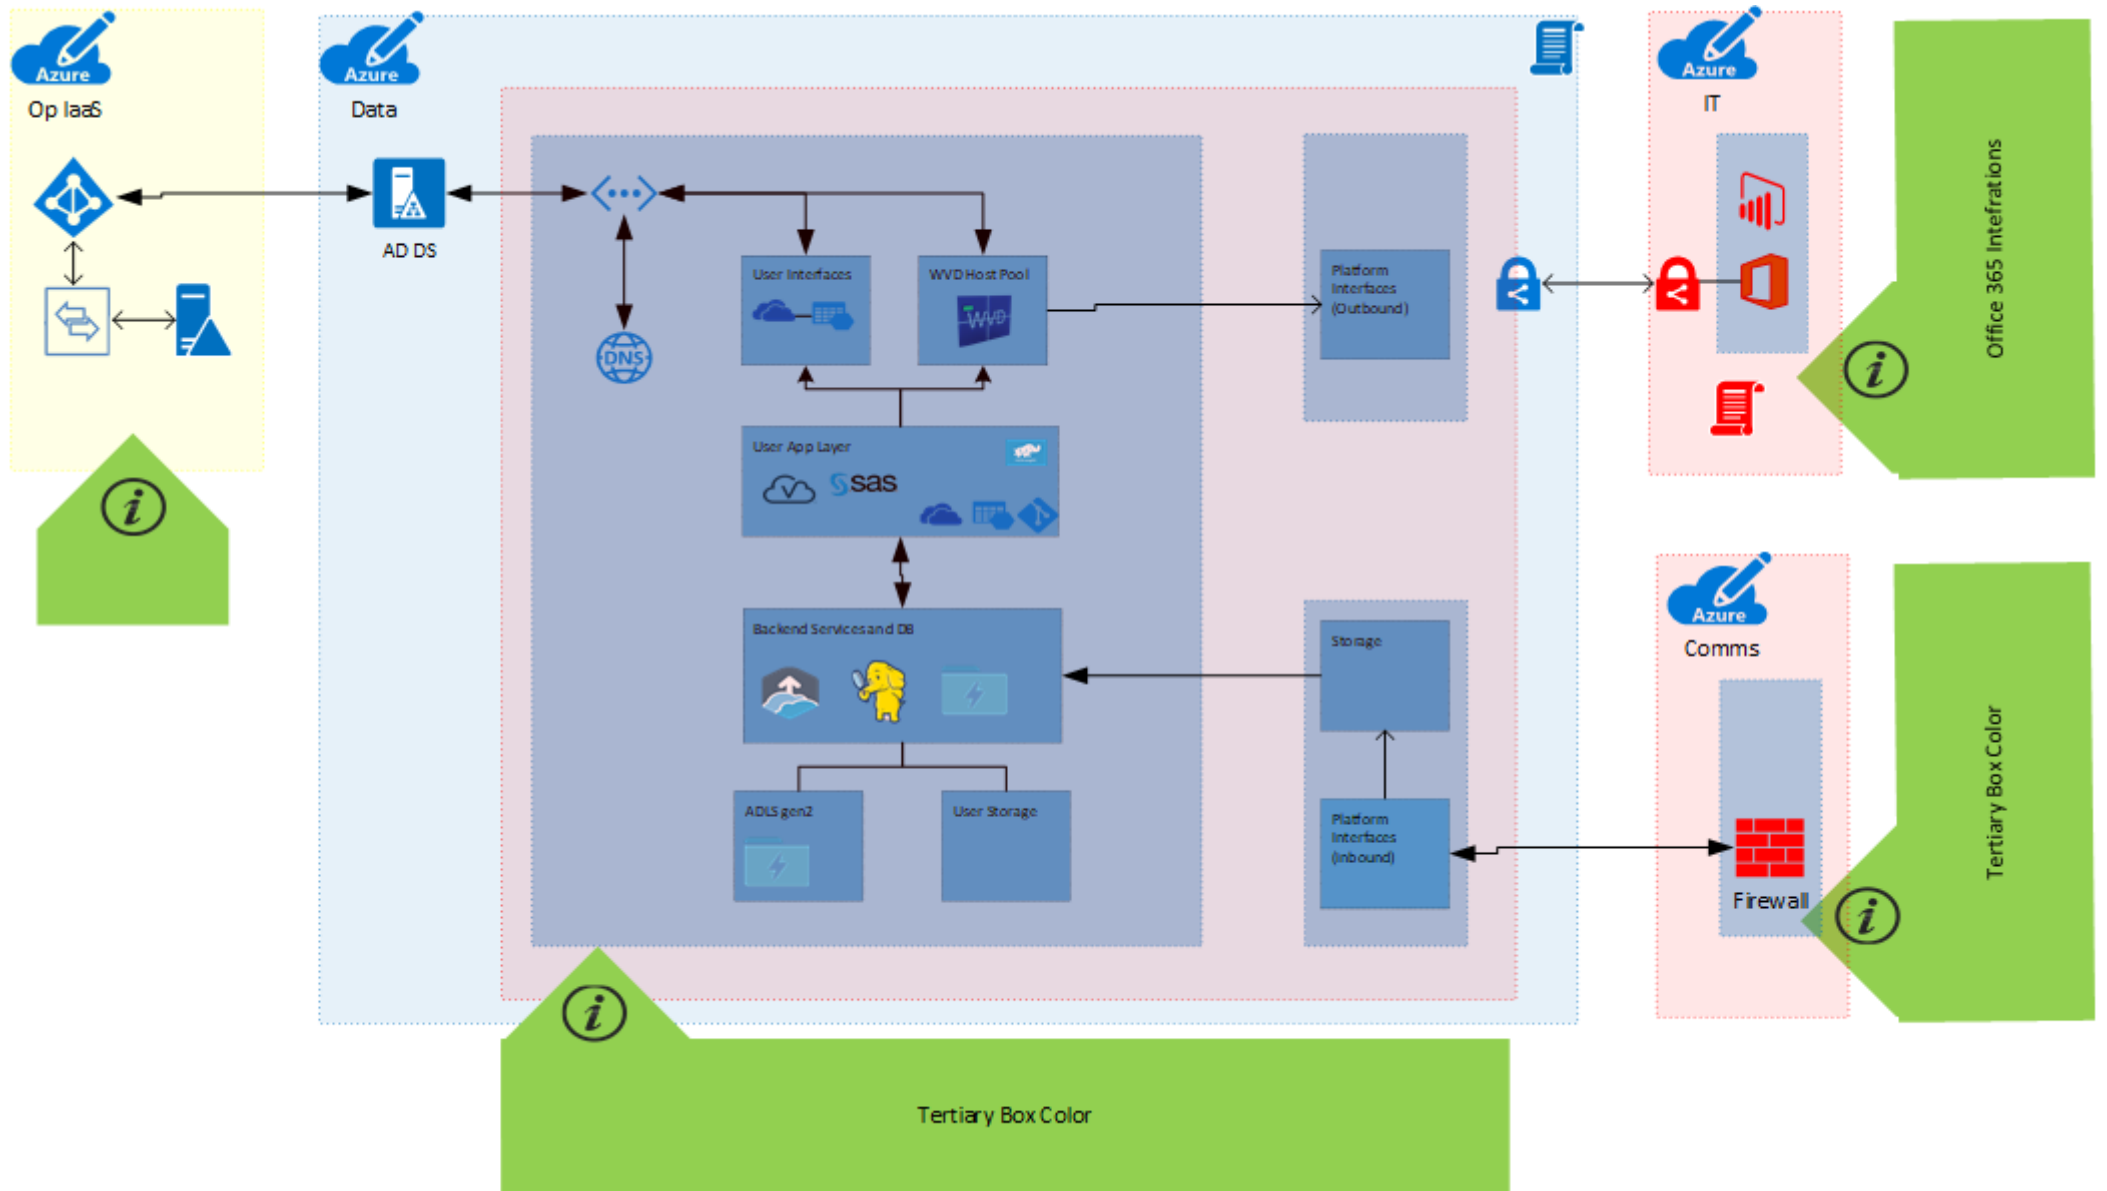 Azure
Op IaaS
Azure
Data
AD DS
DNS
User Interfaces
WVD Host Pool
WVD
Platform
Interfaces
(Outbound)
User App Layer
V
sas
Backend Services and DB
ADLS gen2
User Storage
Storage
Platform
Interfaces
(Inbound)
Azure
IT
Office 365 Intefrations
i
Azure
Comms
Firewall
Tertiary Box Color
i
i
i
Tertiary Box Color